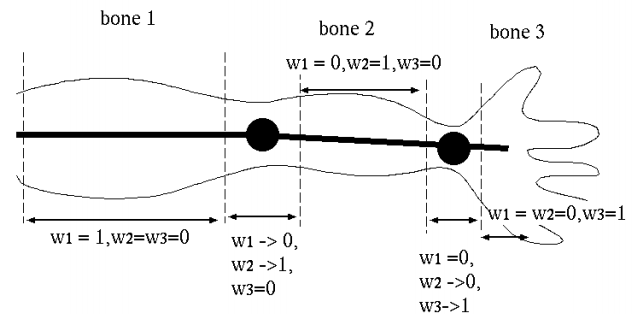 bone 1
bone 2
bone 3
w1 = 0,w2=1,w3=0
w1 = 1,w2=w3=0
w1 -> 0,
w2 ->1,
w3=0
w1 =0,
w2 ->0,
w3->1
w1 = w2=0,w3=1